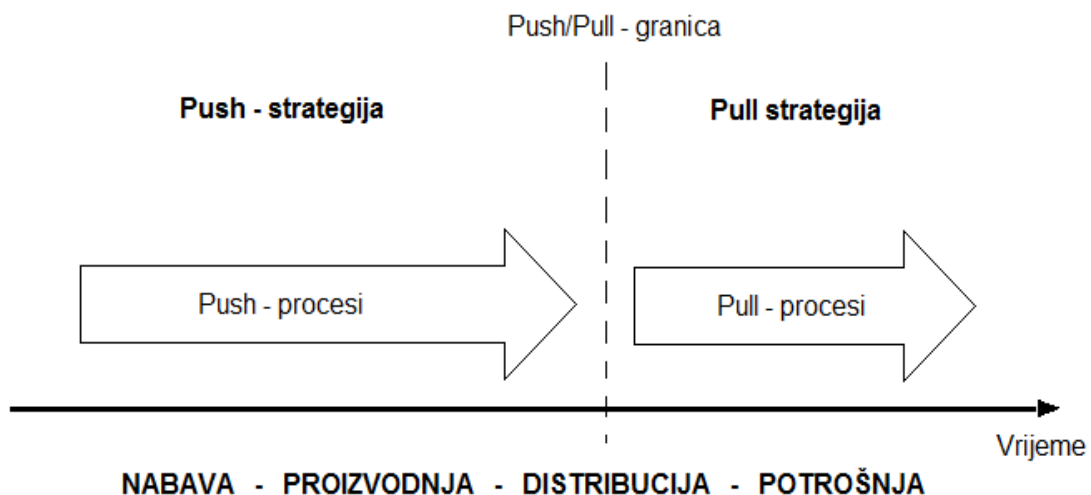 Push/Pull - granica
Push - strategija
Pull strategija
Push - procesi
Pull - procesi
Vrijeme
NABAVA - PROIZVODNJA - DISTRIBUCIJA - POTROŠNJA